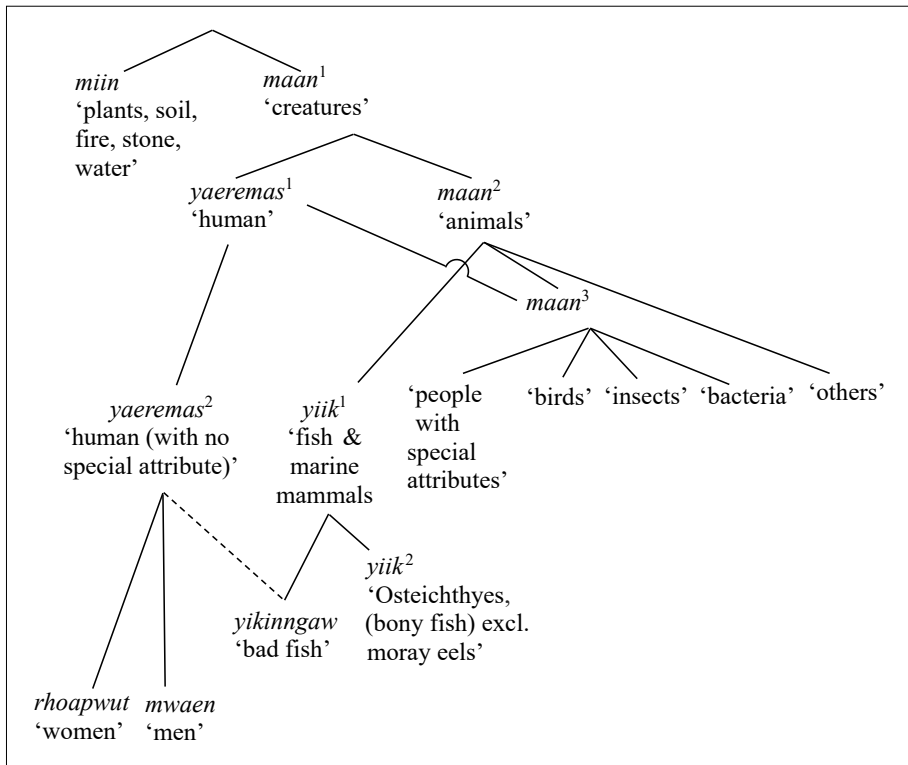 miin
‘plants, soil,
fire, stone,
water’
maan¹
‘creatures’
yaeremas¹
‘human’
maan²
‘animals’
maan³
yaeremas²
‘human (with no
special attribute)’
yiik¹
‘fish &
marine
mammals
‘people
with
special
attributes’
‘birds’
‘insects’
‘bacteria’
‘others’
yikinngaw
‘bad fish’
yiik²
‘Osteichthyes,
(bony fish) excl.
moray eels’
rhoapwut
‘women’
mwaen
‘men’